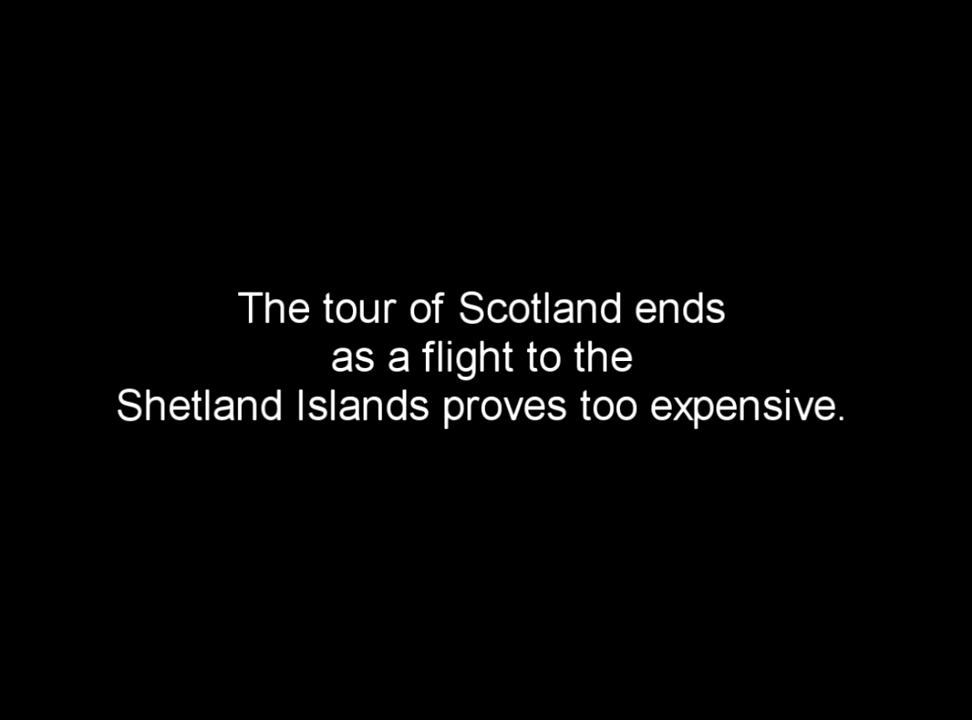 The tour of Scotland ends
as a flight to the
Shetland Islands proves too expensive.